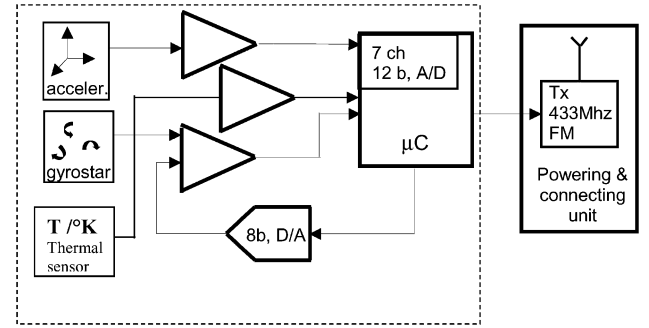 acceler.
gyrostar
T /°K
Thermal
sensor
7 ch
12 b, A/D
μC
8b, D/A
Tx
433Mhz
FM
Powering &
connecting
unit